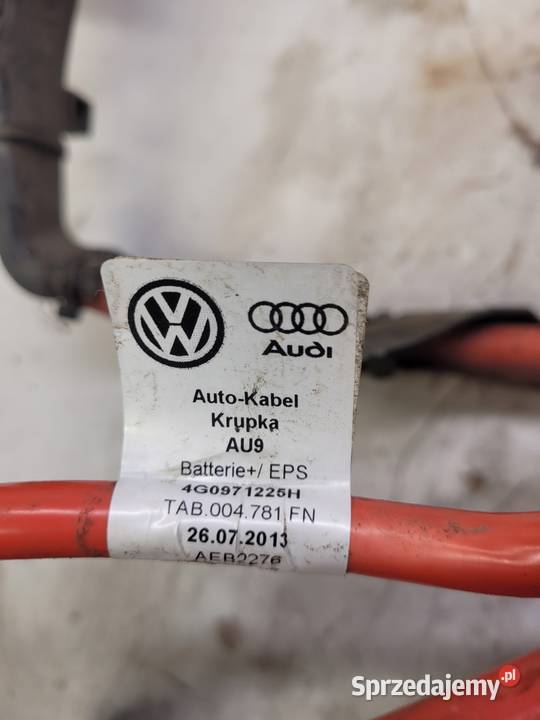 AUDI
Auto-Kabel
Krupka
AU9
Batterie+/ EPS
4G0971225H
TAB.004.781 FN
26.07.2013
AEB2276
Sprzedajemy.pl